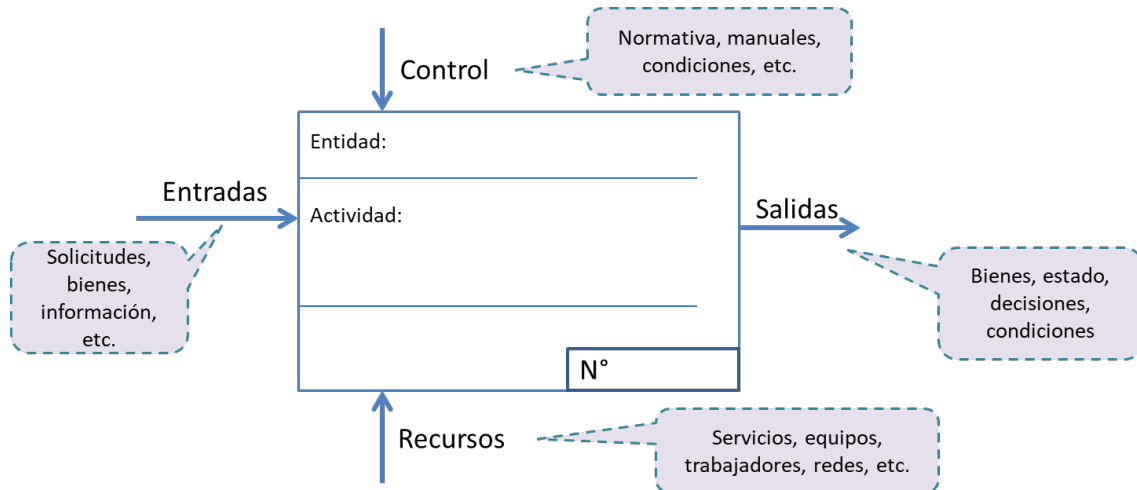 Control
Normativa, manuales,
condiciones, etc.
Entidad:
Entradas
Actividad:
Salidas
Solicitudes,
bienes,
información,
etc.
Bienes, estado,
decisiones,
condiciones
N°
Recursos
Servicios, equipos,
trabajadores, redes, etc.